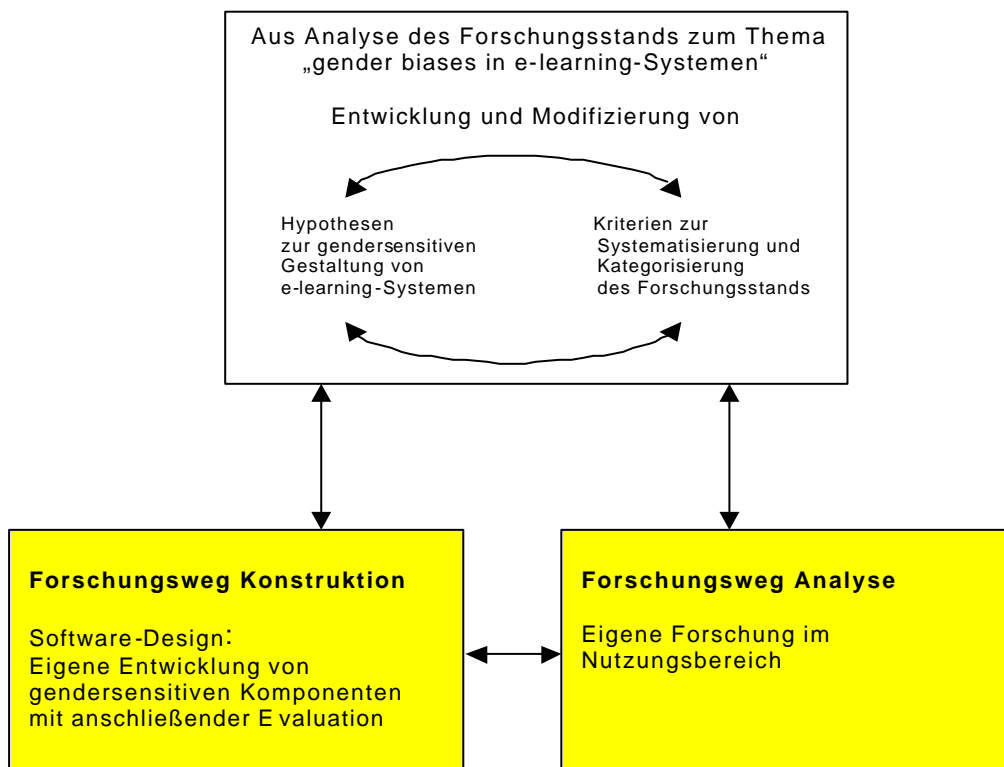 Aus Analyse des Forschungsstands zum Thema
„gender biases in e-learning-Systemen“
Entwicklung und Modifizierung von
Hypothesen
zur gendersensitiven
Gestaltung von
e-learning-Systemen
Kriterien zur
Systematisierung und
Kategorisierung
des Forschungsstands
Forschungsweg Konstruktion
Software-Design:
Eigene Entwicklung von
gendersensitiven Komponenten
mit anschließender Evaluation
Forschungsweg Analyse
Eigene Forschung im
Nutzungsbereich